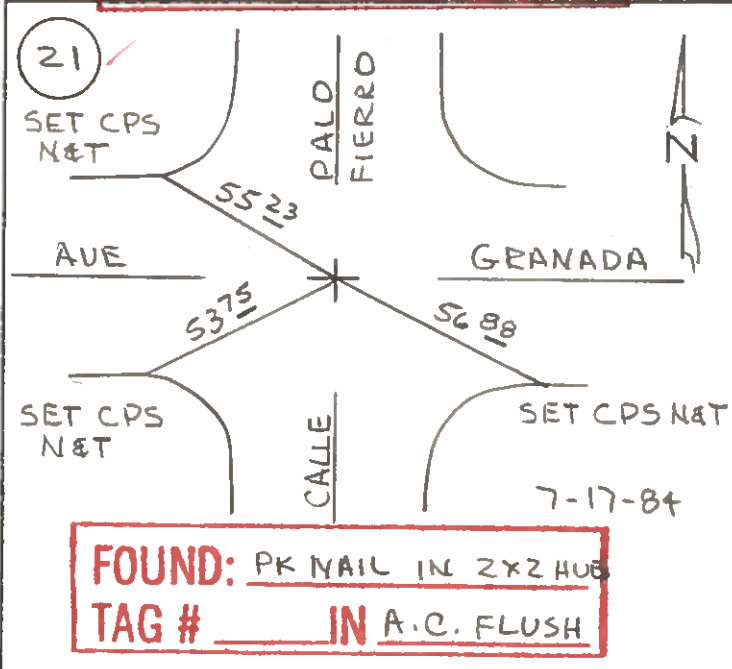 21
SET CPS
N&T
PALO
FIERRO
N
55 23
AVE
GRANADA
53 75
56 88
SET CPS
N&T
CALLE
SET CPS N&T
7-17-84
FOUND: PK NAIL IN 2X2 HUB
TAG # ______ IN A.C. FLUSH